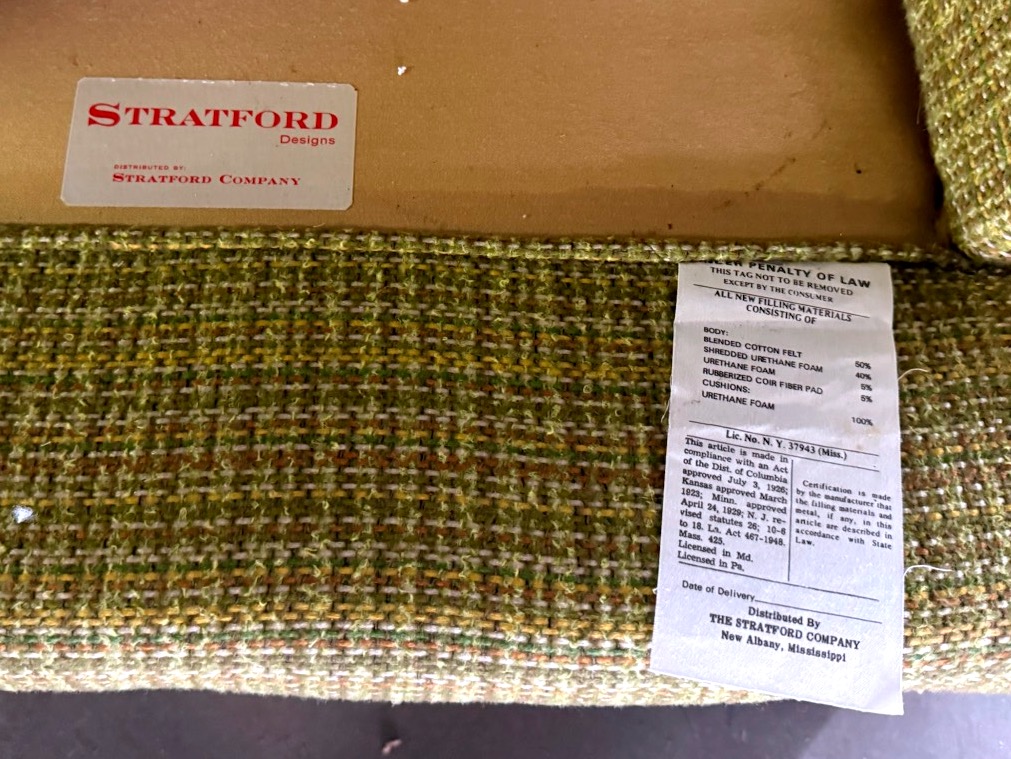 STRATFORD
Designs
DISTRIBUTED BY:
STRATFORD COMPANY
PENALTY OF LAW
THIS TAG NOT TO BE REMOVED
EXCEPT BY THE CONSUMER
ALL NEW FILLING MATERIALS
CONSISTING OF
BODY:
BLENDED COTTON FELT 50%
SHREDDED URETHANE FOAM 40%
URETHANE FOAM 5%
RUBBERIZED COIR FIBER PAD 5%
CUSHIONS:
URETHANE FOAM 100%
Lic. No. N. Y. 37943 (Miss.)
This article is made in
compliance with an Act
of the Dist. of Columbia
approved July 3, 1926;
Kansas approved March
1923; Minn. approved
April 24, 1929; N. J. re-
vised statutes 26; 10-6
to 18. La. Act 467-1948.
Mass. 425.
Licensed in Md.
Licensed in Pa.
Certification is made
by the manufacturer that
the filling materials and
metal, if any, in this
article are described in
accordance with State
Law.
Date of Delivery
Distributed By
THE STRATFORD COMPANY
New Albany, Mississippi